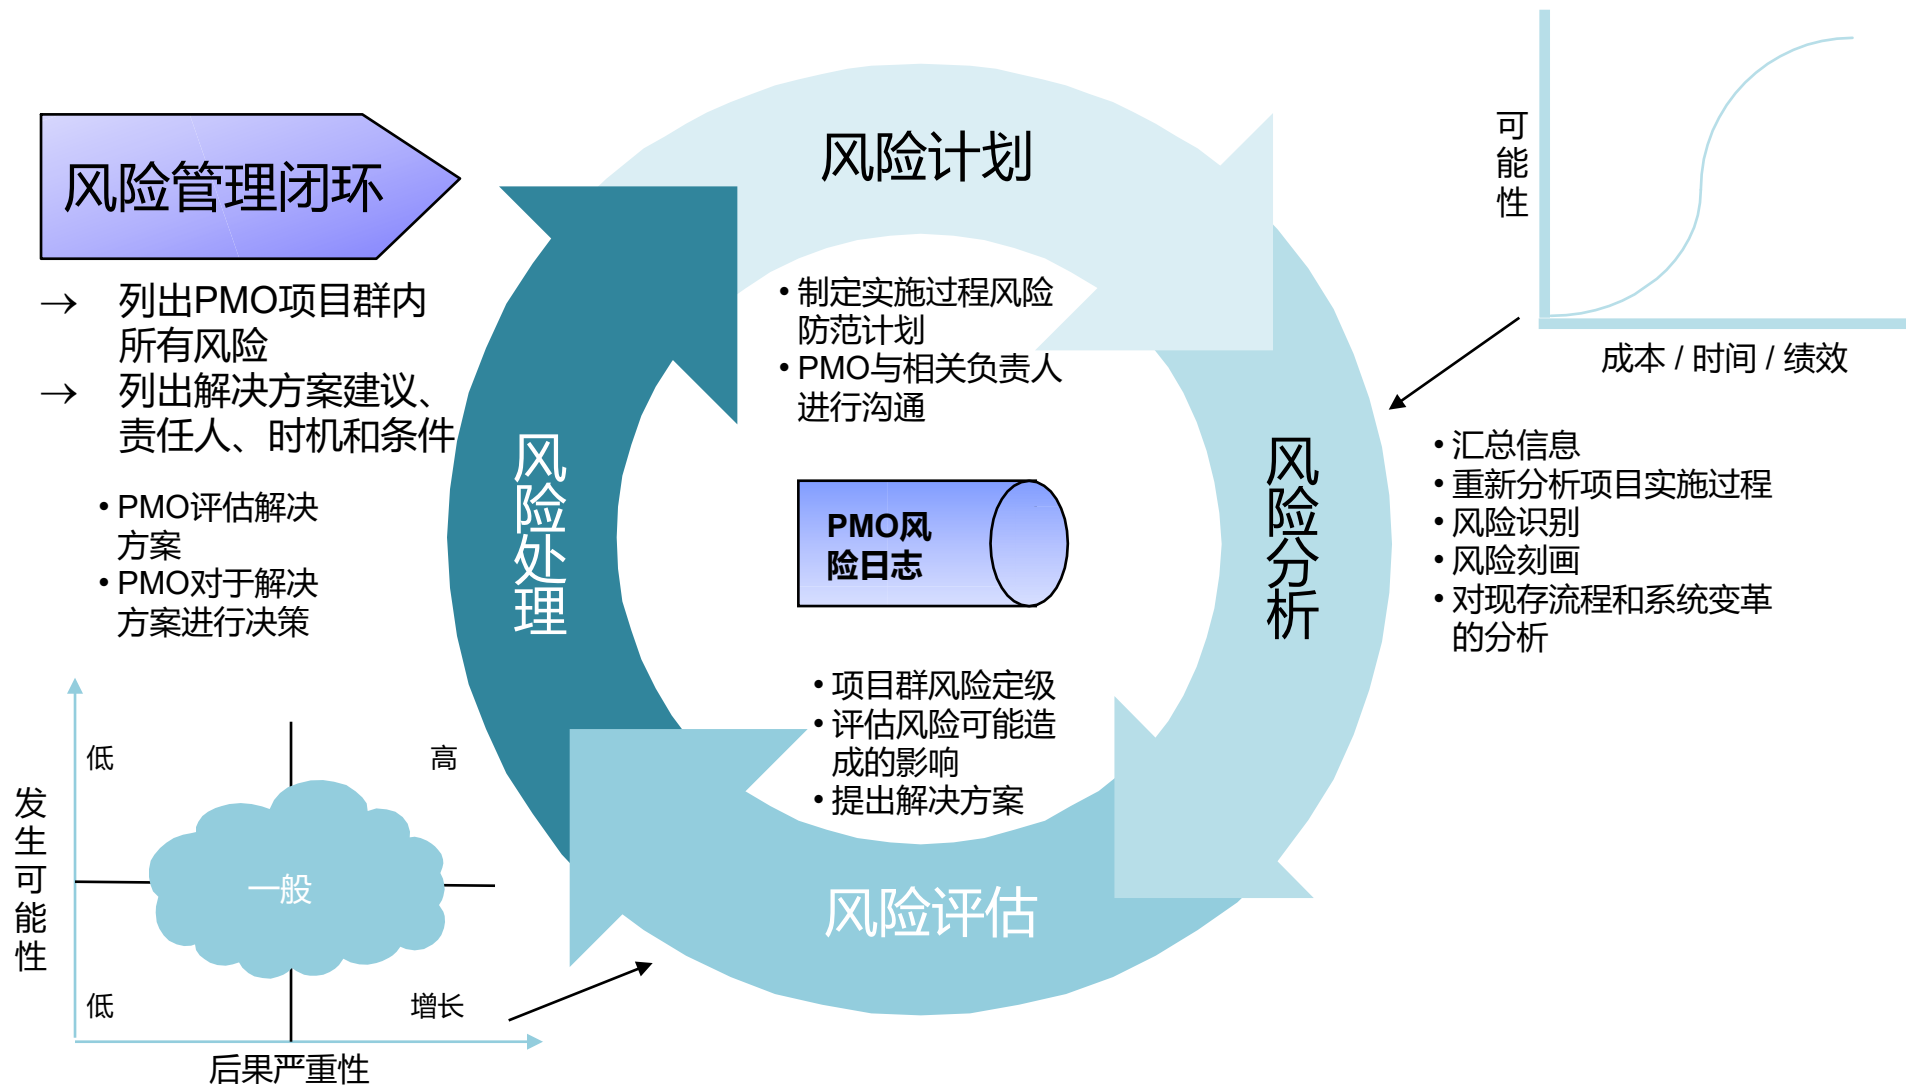 风险管理闭环
→ 列出PMO项目群内
所有风险
→ 列出解决方案建议、
责任人、时机和条件
• PMO评估解决
方案
• PMO对于解决
方案进行决策
风险计划
• 制定实施过程风险
防范计划
• PMO与相关负责人
进行沟通
风险处理
PMO风
险日志
风险分析
• 项目群风险定级
• 评估风险可能造
成的影响
• 提出解决方案
风险评估
可能性
成本 / 时间 / 绩效
• 汇总信息
• 重新分析项目实施过程
• 风险识别
• 风险刻画
• 对现存流程和系统变革
的分析
发生可能性
低
高
一般
低
增长
后果严重性